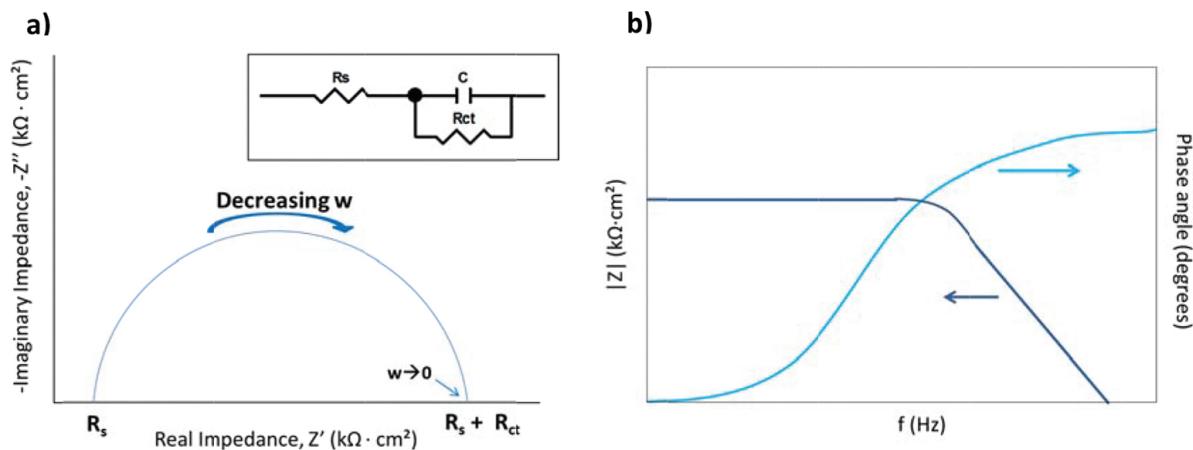 a)
-Imaginary Impedance, -Z’’ (kΩ · cm²)
Rs
C
Rct
Decreasing w
w→0
Rs
Rs + Rct
Real Impedance, Z’ (kΩ · cm²)
b)
|Z| (kΩ·cm²)
Phase angle (degrees)
f (Hz)